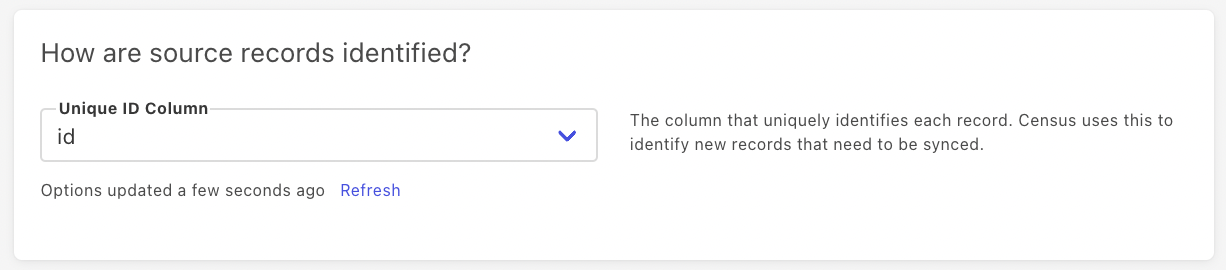 How are source records identified?
Unique ID Column
id
The column that uniquely identifies each record. Census uses this to
identify new records that need to be synced.
Options updated a few seconds ago Refresh